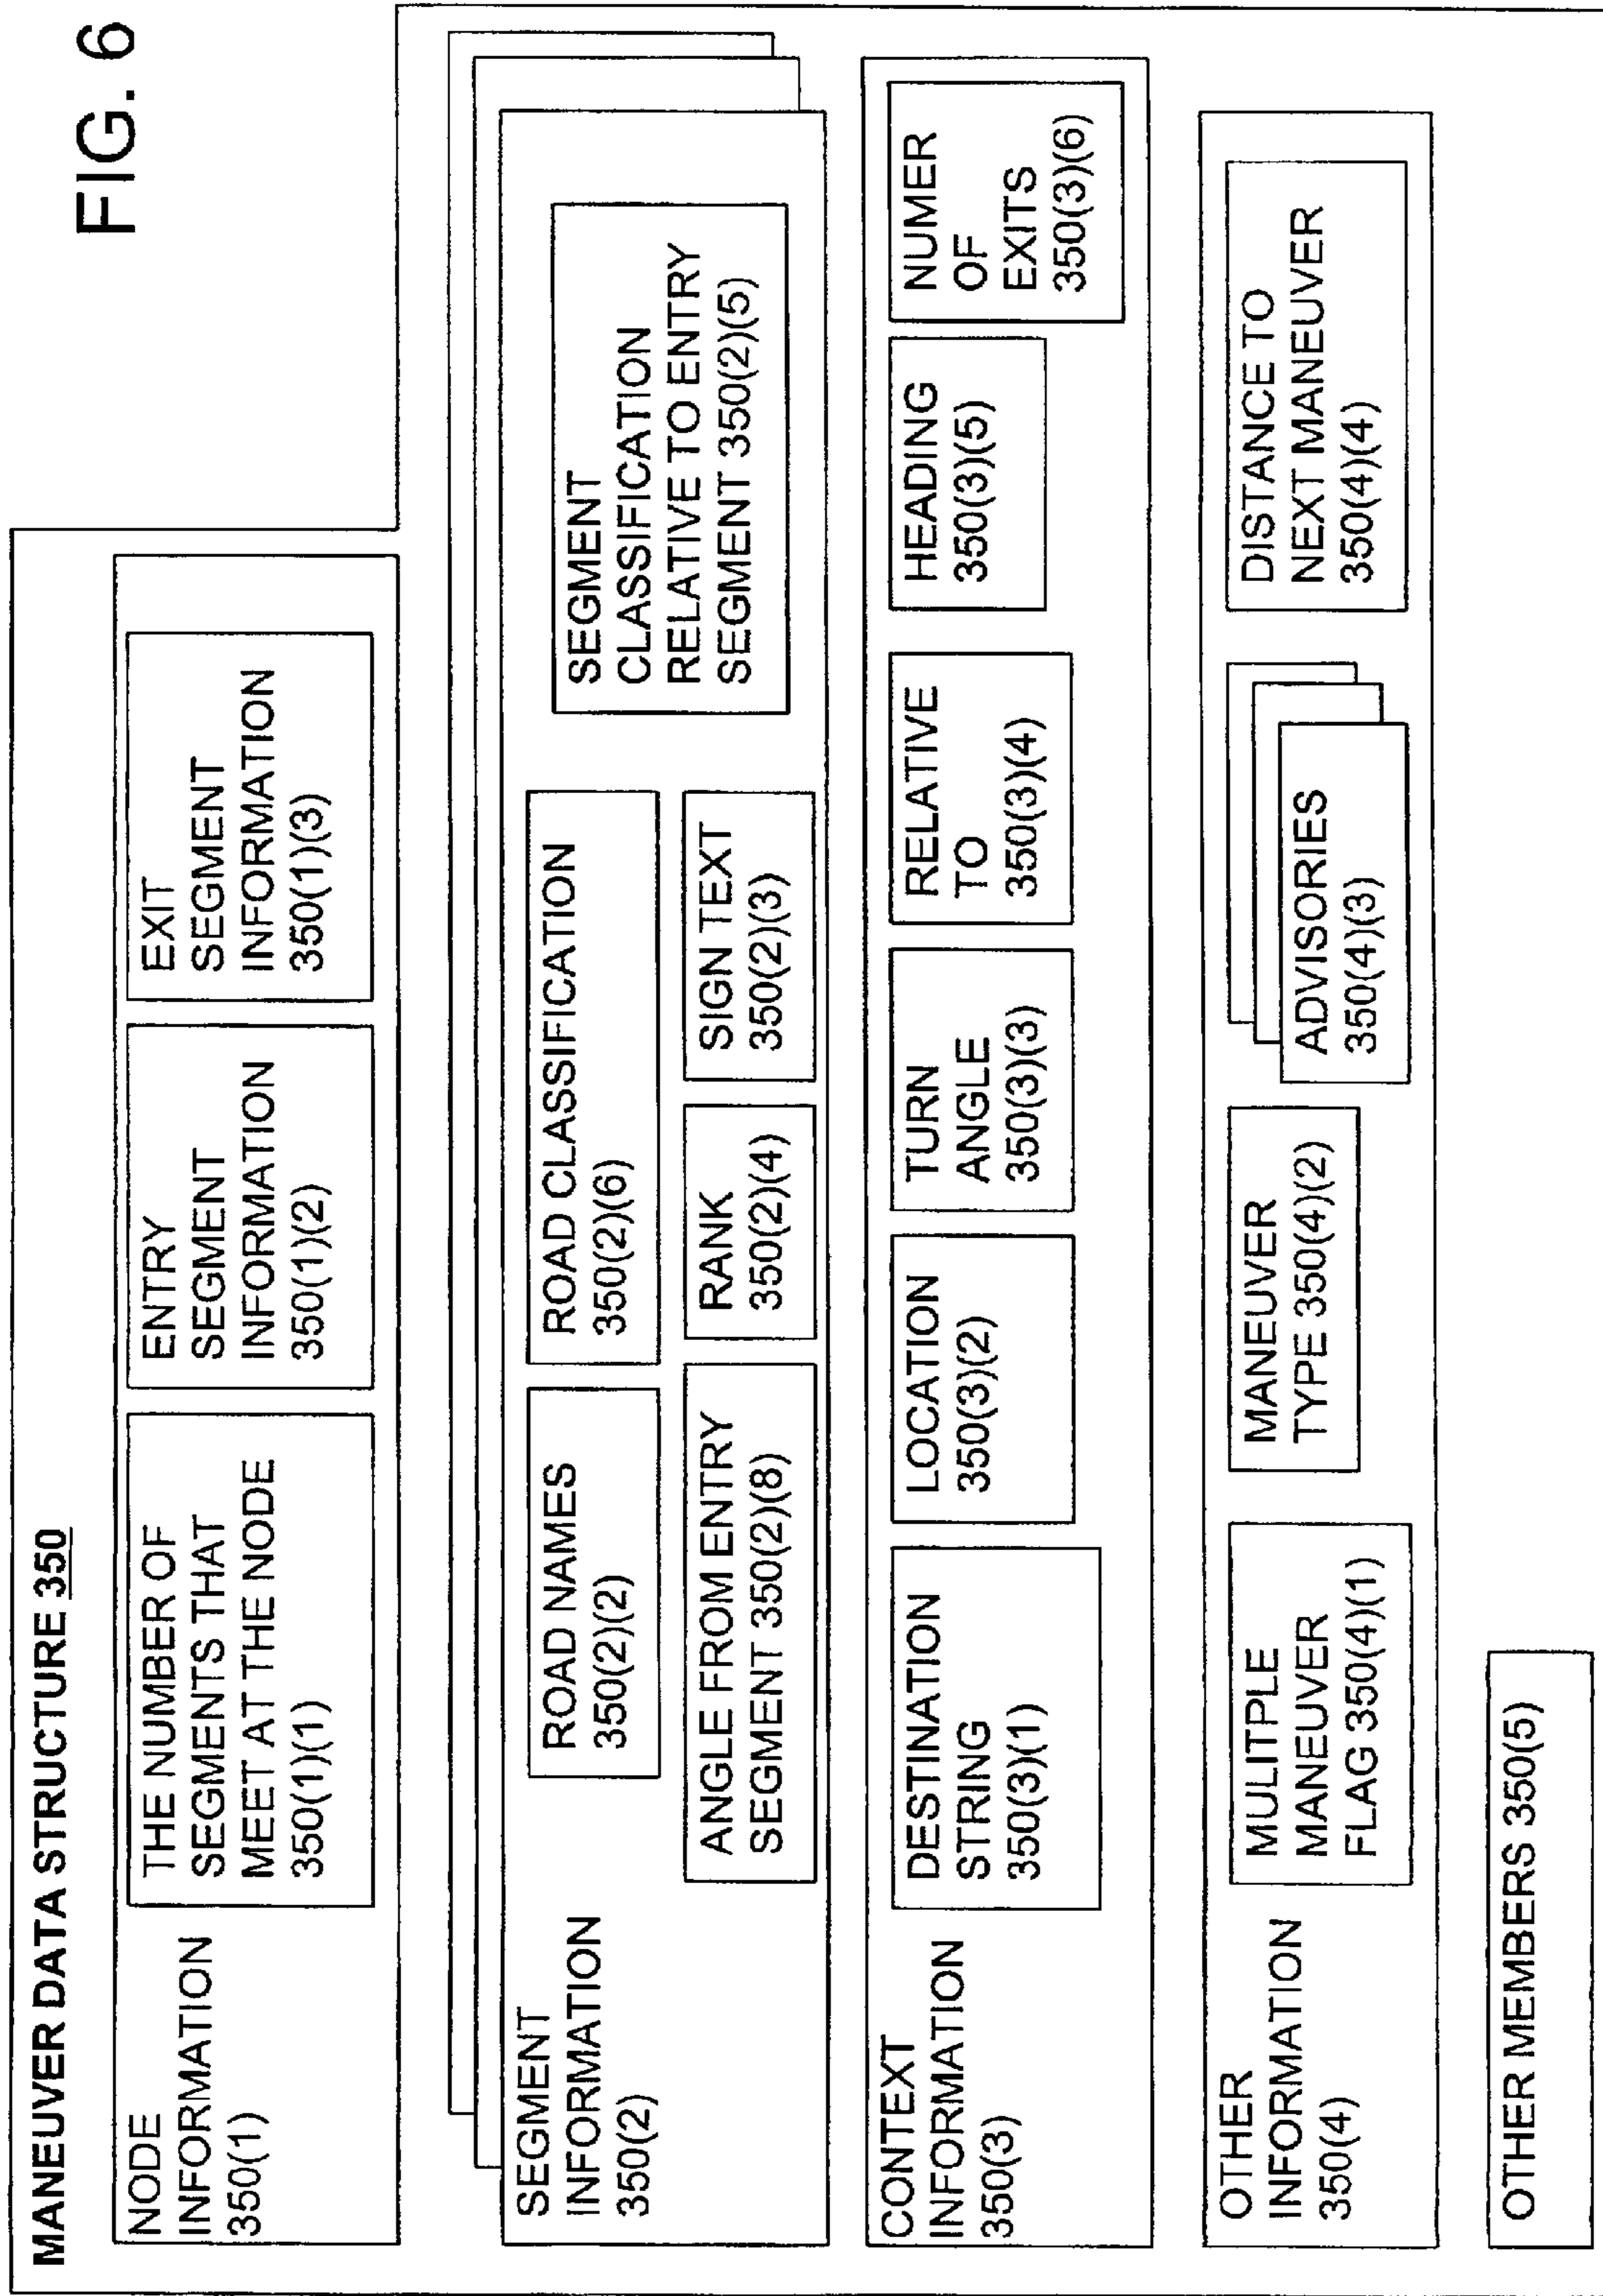 FIG. 6
MANEUVER DATA STRUCTURE 350
NODE
INFORMATION
350(1)
THE NUMBER OF
SEGMENTS THAT
MEET AT THE NODE
350(1)(1)
ENTRY
SEGMENT
INFORMATION
350(1)(2)
EXIT
SEGMENT
INFORMATION
350(1)(3)
SEGMENT
INFORMATION
350(2)
ROAD NAMES
350(2)(2)
ROAD CLASSIFICATION
350(2)(6)
ANGLE FROM ENTRY
SEGMENT 350(2)(8)
RANK
350(2)(4)
SIGN TEXT
350(2)(3)
SEGMENT
CLASSIFICATION
RELATIVE TO ENTRY
SEGMENT 350(2)(5)
CONTEXT
INFORMATION
350(3)
DESTINATION
STRING
350(3)(1)
LOCATION
350(3)(2)
TURN
ANGLE
350(3)(3)
RELATIVE
TO
350(3)(4)
HEADING
350(3)(5)
NUMER
OF
EXITS
350(3)(6)
OTHER
INFORMATION
350(4)
MULITPLE
MANEUVER
FLAG 350(4)(1)
MANEUVER
TYPE 350(4)(2)
ADVISORIES
350(4)(3)
DISTANCE TO
NEXT MANEUVER
350(4)(4)
OTHER MEMBERS 350(5)